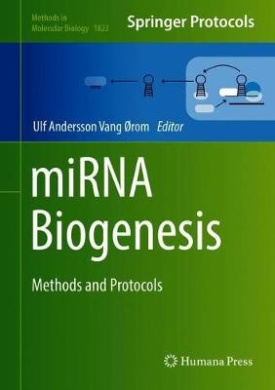 Methods in
Molecular Biology 1823
Springer Protocols
Ulf Andersson Vang Ørom Editor
miRNA
Biogenesis
Methods and Protocols
Humana Press